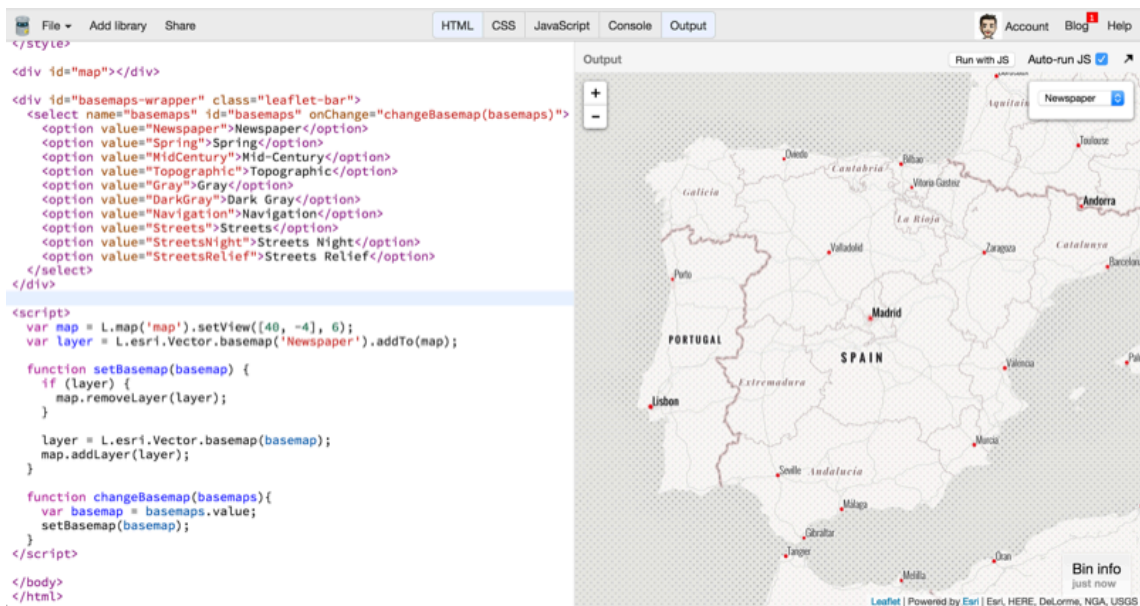 File Add library Share HTML CSS JavaScript Console Output Account Blog 1 Help
</style>
<div id="map"></div>
<div id="basemaps-wrapper" class="leaflet-bar">
<select name="basemaps" id="basemaps" onChange="changeBasemap(basemaps)">
<option value="Newspaper">Newspaper</option>
<option value="Spring">Spring</option>
<option value="MidCentury">Mid-Century</option>
<option value="Topographic">Topographic</option>
<option value="Gray">Gray</option>
<option value="DarkGray">Dark Gray</option>
<option value="Navigation">Navigation</option>
<option value="Streets">Streets</option>
<option value="StreetsNight">Streets Night</option>
<option value="StreetsRelief">Streets Relief</option>
</select>
</div>
<script>
var map = L.map('map').setView([40, -4], 6);
var layer = L.esri.Vector.basemap('Newspaper').addTo(map);
function setBasemap(basemap) {
if (layer) {
map.removeLayer(layer);
}
layer = L.esri.Vector.basemap(basemap);
map.addLayer(layer);
}
function changeBasemap(basemaps){
var basemap = basemaps.value;
setBasemap(basemap);
}
</script>
</body>
</html>
Output Run with JS Auto-run JS
+
-
Newspaper
Aquitain
Toulouse
Oviedo
Bilbao
Cantabria
Vitoria-Gasteiz
Galicia
Andorra
La Rioja
Valladolid
Zaragoza
Catalunya
Barcelon
Porto
Madrid
PORTUGAL
SPAIN
Valencia
Pal
Extremadura
Lisbon
Murcia
Seville
Andalucía
Málaga
Gibraltar
Tangier
Oran
Melilla
Bin info
just now
Leaflet | Powered by Esri | Esri, HERE, DeLorme, NGA, USGS